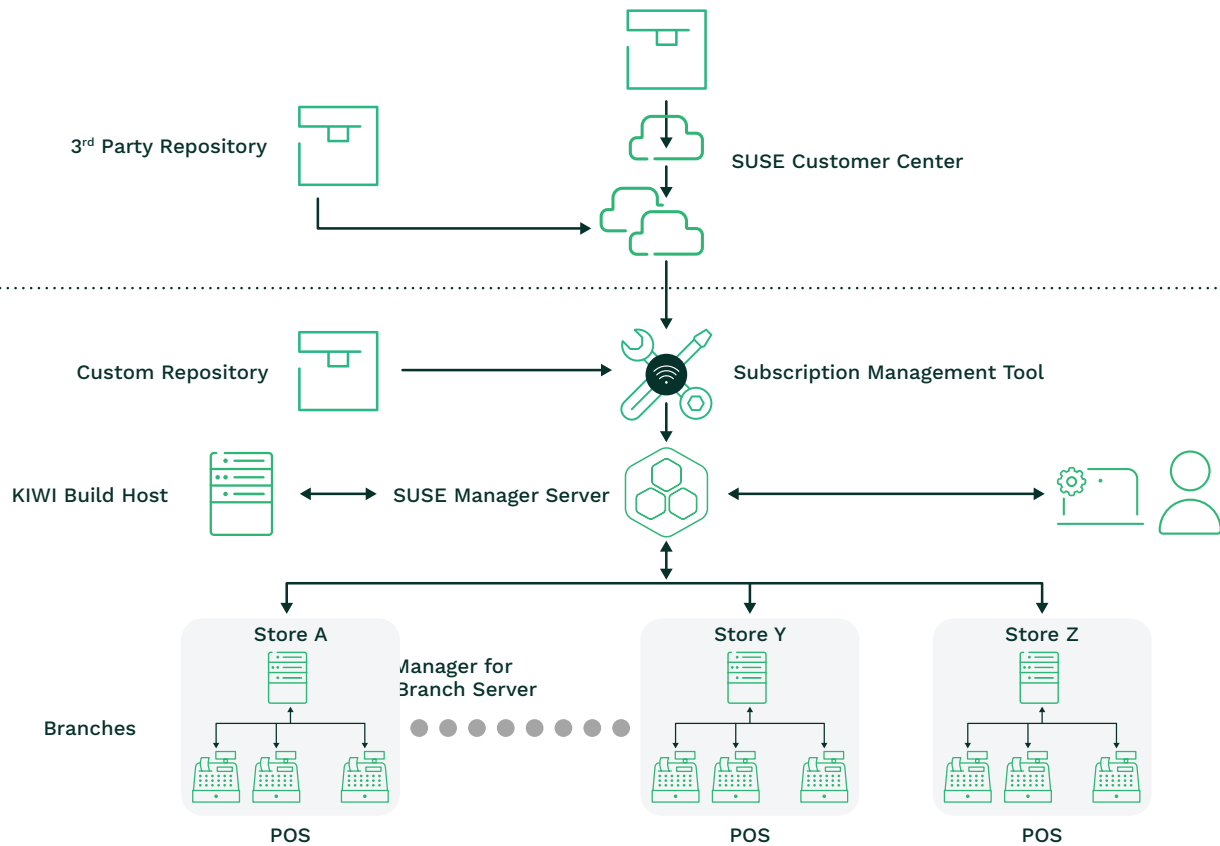 3rd Party Repository
SUSE Customer Center
Custom Repository
Subscription Management Tool
KIWI Build Host
SUSE Manager Server
Store A
Store Y
Store Z
Manager for
Branch Server
Branches
POS
POS
POS